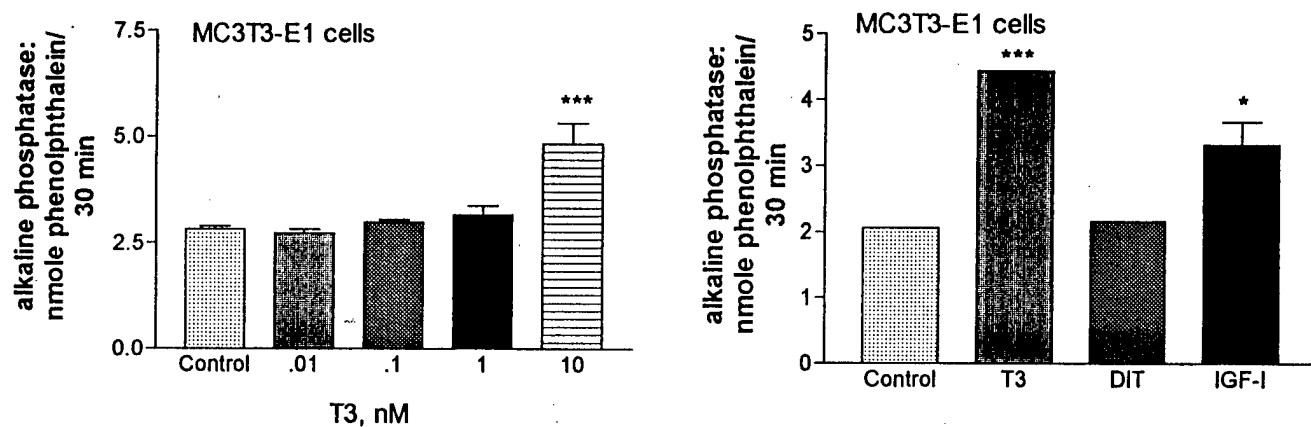 MC3T3-E1 cells
alkaline phosphatase:
nmole phenolphthalein/
30 min
7.5
5.0
2.5
0.0
***
Control .01 .1 1 10
T3, nM
MC3T3-E1 cells
alkaline phosphatase:
nmole phenolphthalein/
30 min
5
4
3
2
1
0
***
*
Control T3 DIT IGF-I